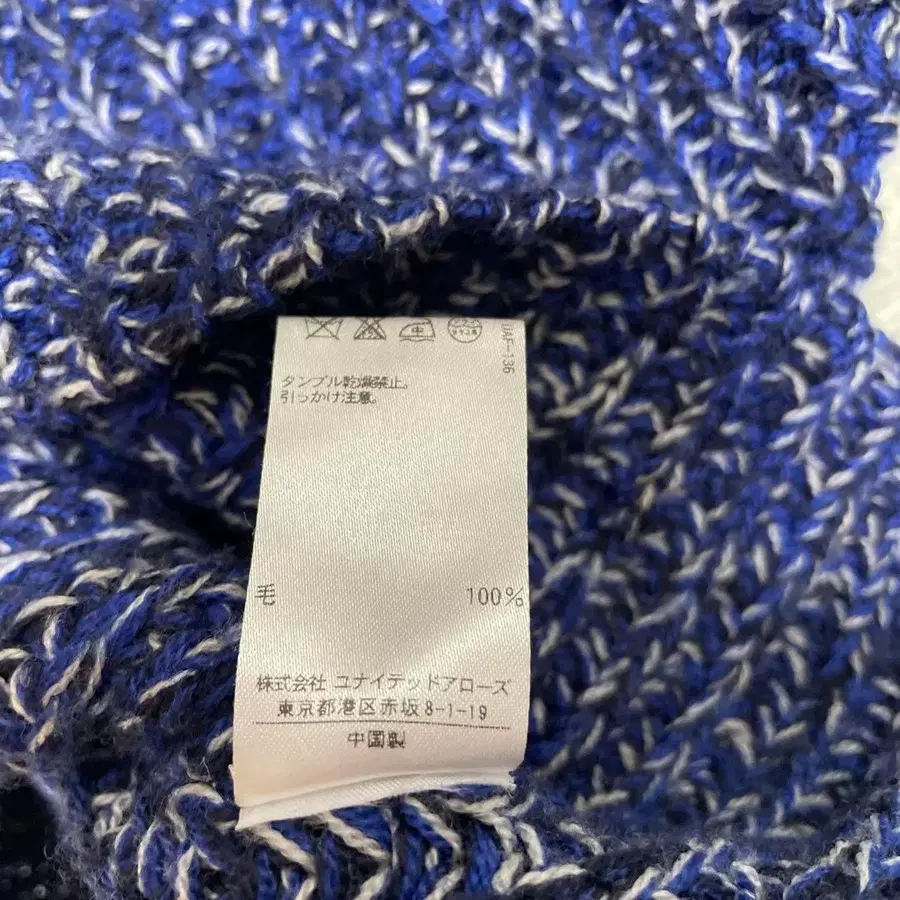 UAF-136
タンブル乾燥禁止。
引っかけ注意。
毛 100%
株式会社 ユナイテッドアローズ
東京都港区赤坂8-1-19
中国製